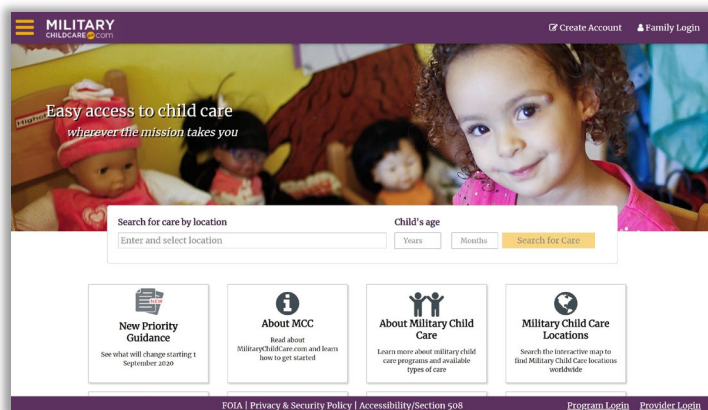 MILITARY
CHILDCARE.com
Create Account
Family Login
Higher
Easy access to child care
wherever the mission takes you
Search for care by location
Child's age
Enter and select location
Years
Months
Search for Care
NEW
New Priority
Guidance
See what will change starting 1
September 2020
About MCC
Read about
MilitaryChildCare.com and learn
how to get started
About Military Child
Care
Learn more about military child
care programs and available
types of care
Military Child Care
Locations
Search the interactive map to
find Military Child Care locations
worldwide
FOIA | Privacy & Security Policy | Accessibility/Section 508
Program Login
Provider Login